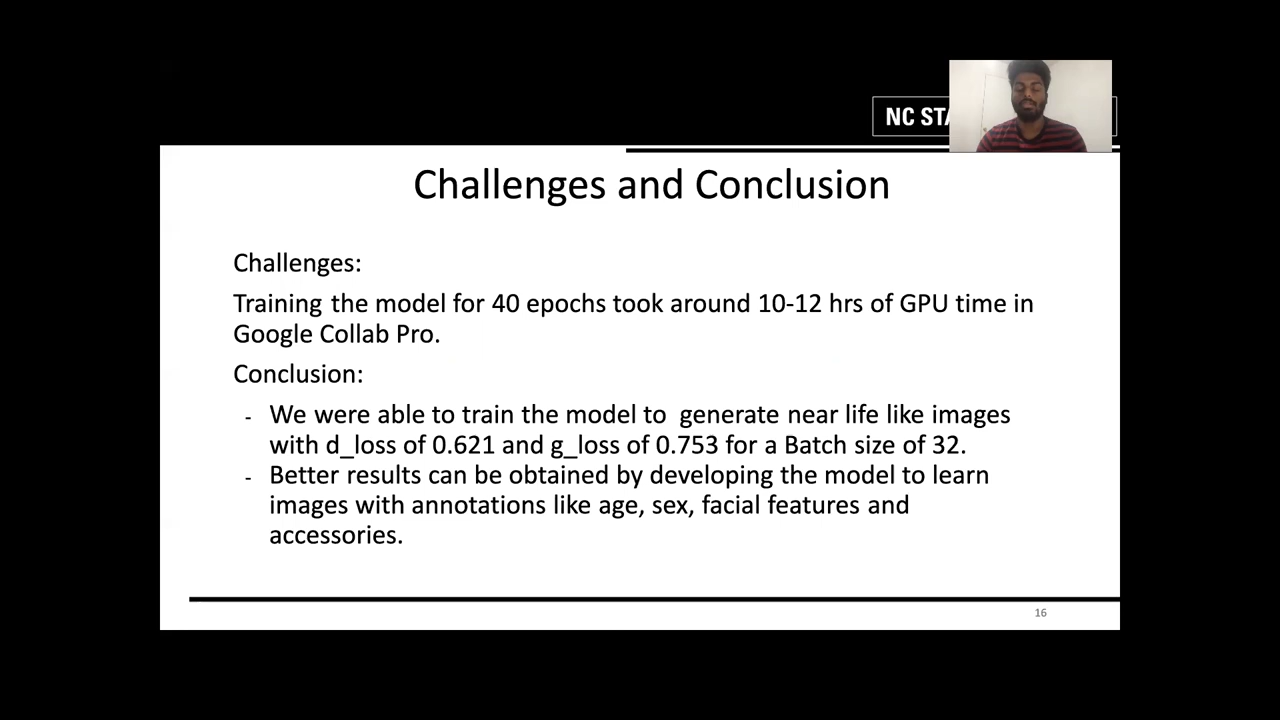 NC STA
Challenges and Conclusion
Challenges:
Training the model for 40 epochs took around 10-12 hrs of GPU time in
Google Collab Pro.
Conclusion:
- We were able to train the model to generate near life like images
with d_loss of 0.621 and g_loss of 0.753 for a Batch size of 32.
- Better results can be obtained by developing the model to learn
images with annotations like age, sex, facial features and
accessories.
16